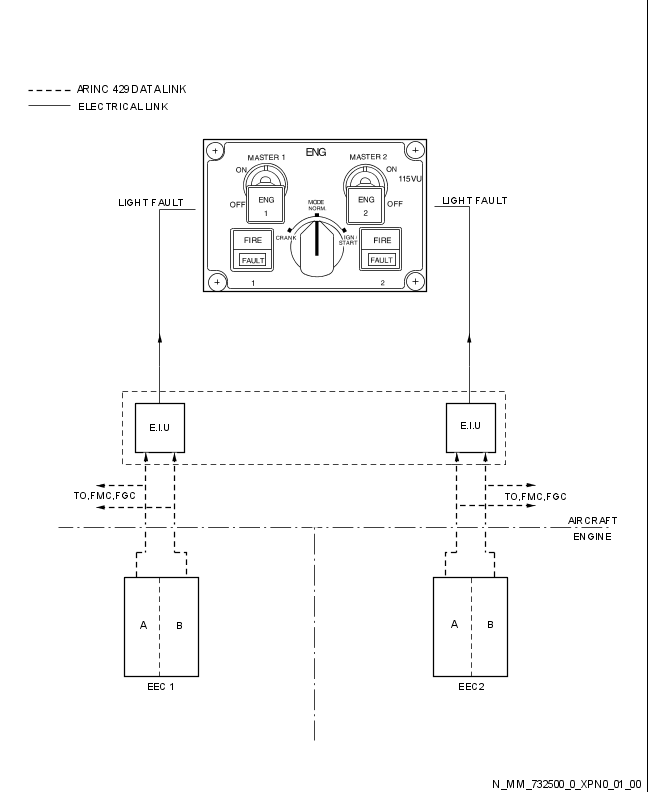 ARINC 429 DATA LINK
ELECTRICAL LINK
ENG
MASTER 1
MASTER 2
ON
ON
115VU
LIGHT FAULT
LIGHT FAULT
OFF
ENG
1
MODE
NORM.
ENG
2
OFF
CRANK
IGN /
START
FIRE
FAULT
FIRE
FAULT
1
2
E.I.U
E.I.U
TO,FMC,FGC
TO,FMC,FGC
AIRCRAFT
ENGINE
A
B
A
B
EEC 1
EEC2
N_MM_732500_0_XPN0_01_00